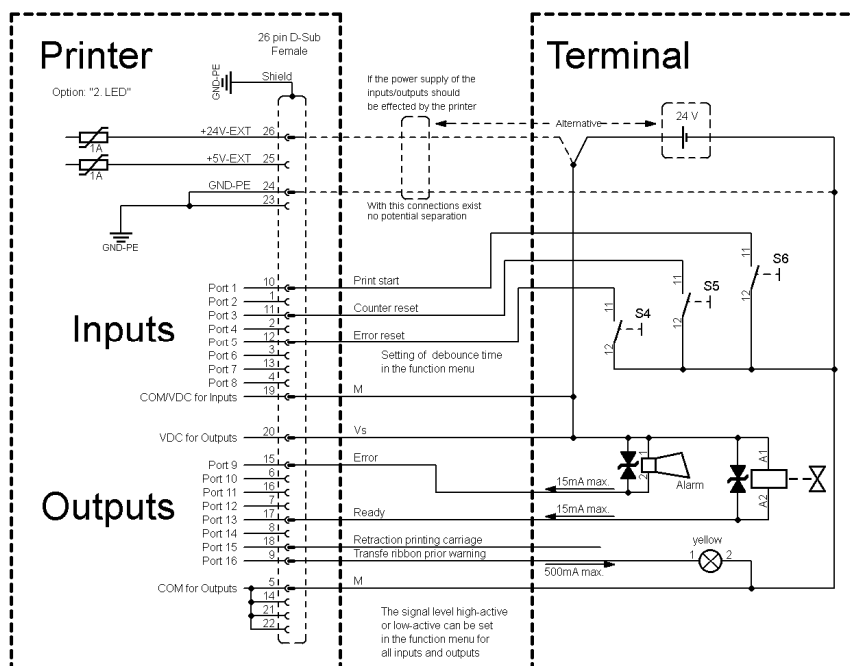 Printer
26 pin D-Sub
Female
Terminal
GND-PE
Shield
Option: "2. LED"
If the power supply of the
inputs/outputs should
be effected by the printer
Alternative
24 V
+24V-EXT 26
1A
+5V-EXT 25
1A
GND-PE 24
23
GND-PE
With this connections exist
no potential separation
Inputs
Port 1 10 Print start
Port 2 1
Port 3 11 Counter reset
Port 4 2
Port 5 12 Error reset
Port 6 3
Port 7 13
Port 8 4
COM/VDC for Inputs 19 M
Setting of debounce time
in the function menu
11 S6 12
11 S5 12
11 S4 12
Outputs
VDC for Outputs 20 Vs
Port 9 15 Error
Port 10 6
Port 11 16
Port 12 7
Port 13 17 Ready
Port 14 8
Port 15 18 Retraction printing carriage
Port 16 9 Transfe ribbon prior warning
COM for Outputs 5 M
14
21
22
1 2 Alarm
A1 A2
15mA max.
15mA max.
500mA max.
yellow
1 2
The signal level high-active
or low-active can be set
in the function menu for
all inputs and outputs